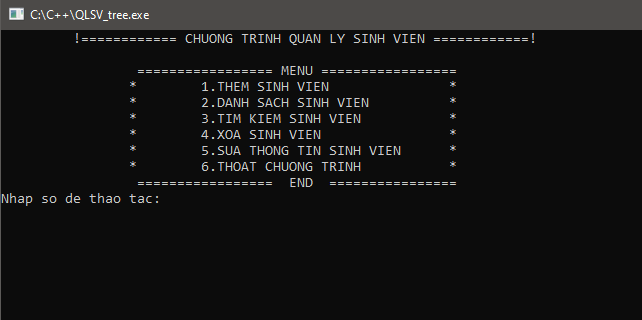 C:\C++\QLSV_tree.exe
!============ CHUONG TRINH QUAN LY SINH VIEN ============!
================= MENU =================
* 1.THEM SINH VIEN *
* 2.DANH SACH SINH VIEN *
* 3.TIM KIEM SINH VIEN *
* 4.XOA SINH VIEN *
* 5.SUA THONG TIN SINH VIEN *
* 6.THOAT CHUONG TRINH *
================= END ================
Nhap so de thao tac: